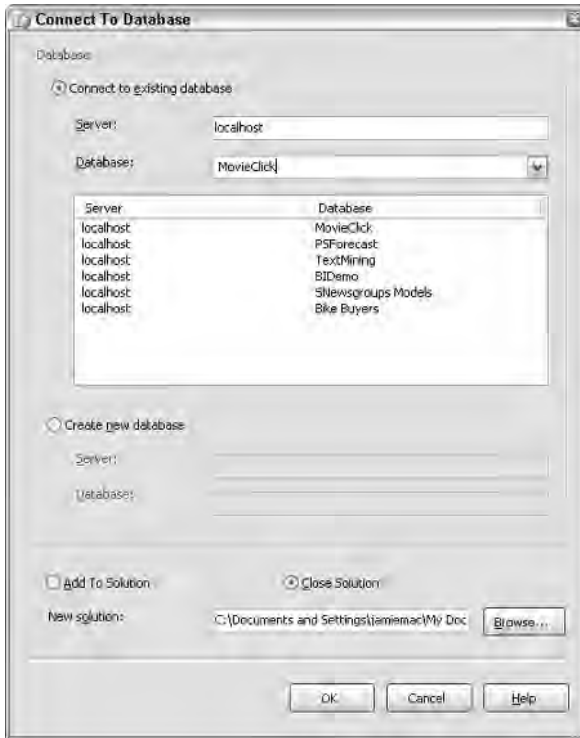 Connect To Database
Database
Connect to existing database
Server: localhost
Database: MovieClick
Server Database
localhost MovieClick
localhost PSForecast
localhost TextMining
localhost BIDemo
localhost SNewsgroups Models
localhost Bike Buyers
Create new database
Server:
Database:
Add To Solution Close Solution
New solution: C:\Documents and Settings\jamiemac\My Doc Browse...
OK Cancel Help